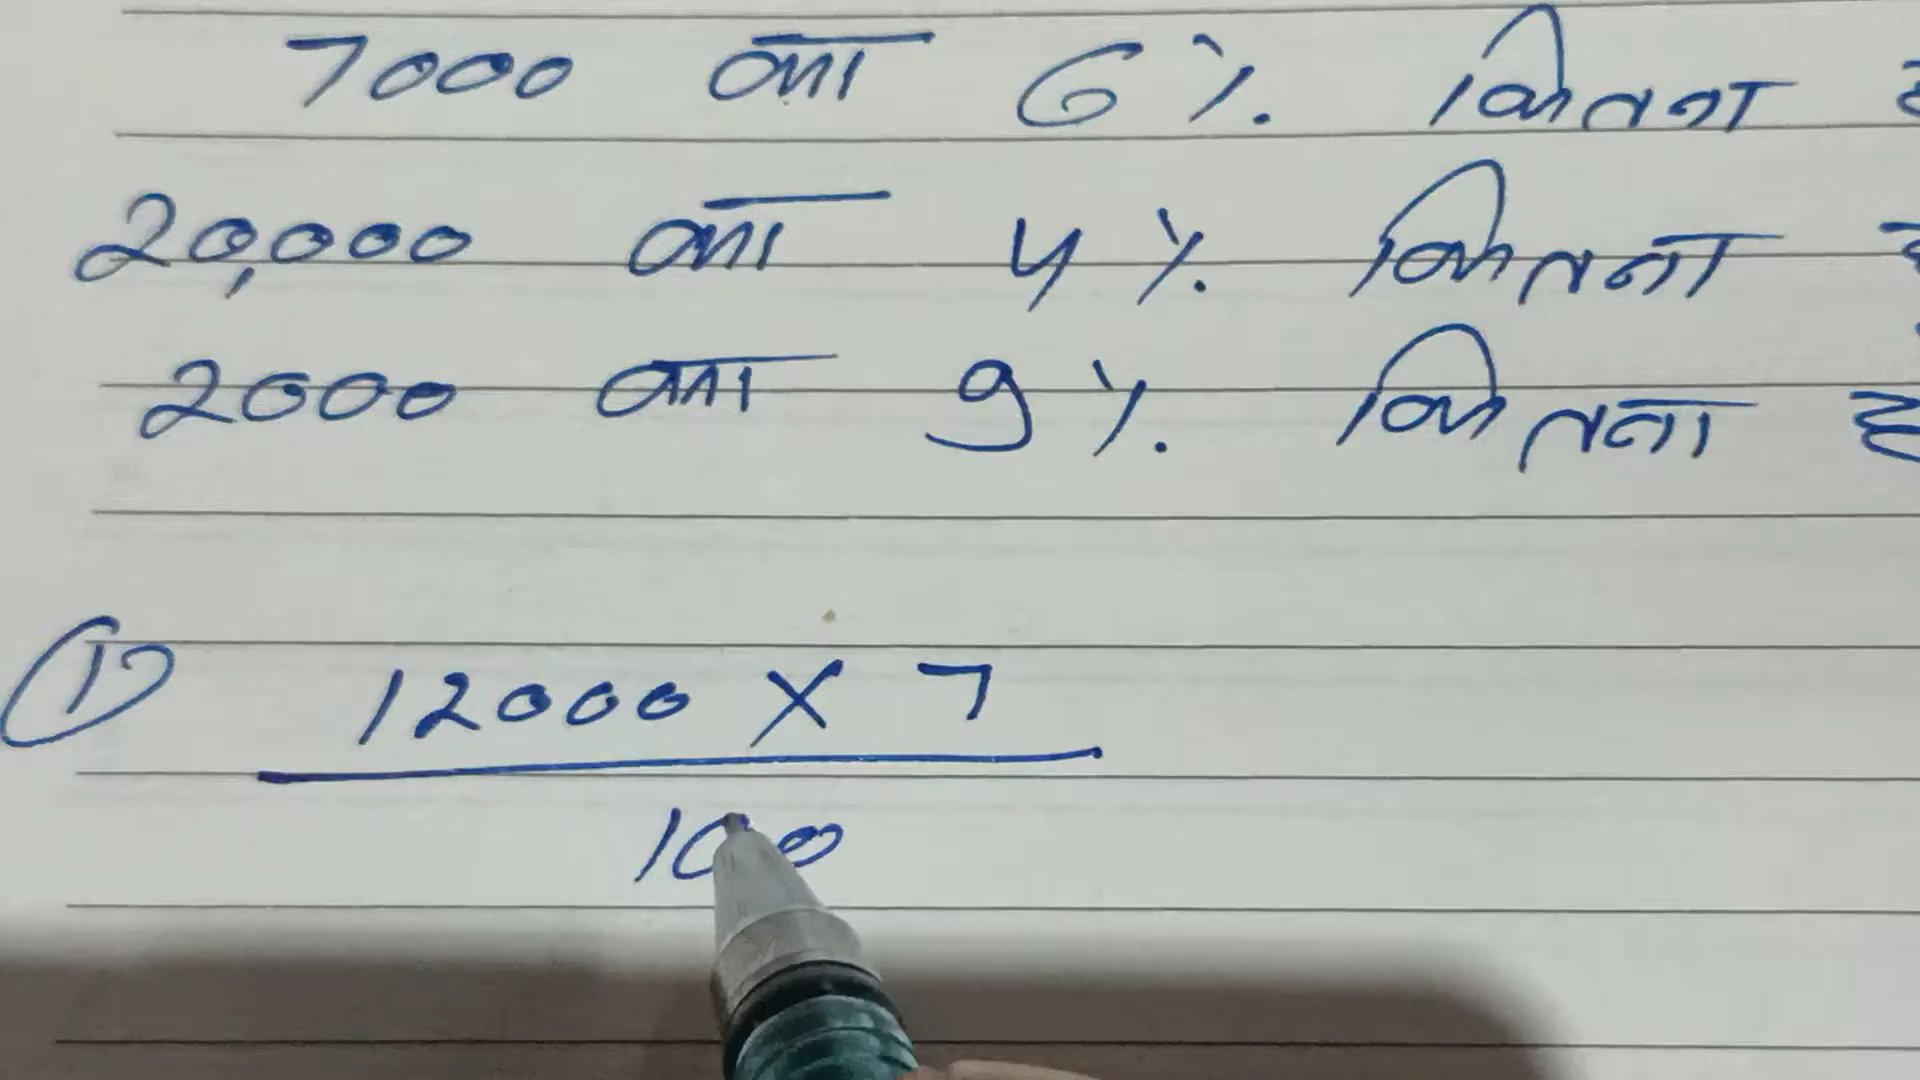 7000 का 6%. कितना
20,000 का 4%. कितना
2000 का 9%. कितना ह
① 12000 × 7
100